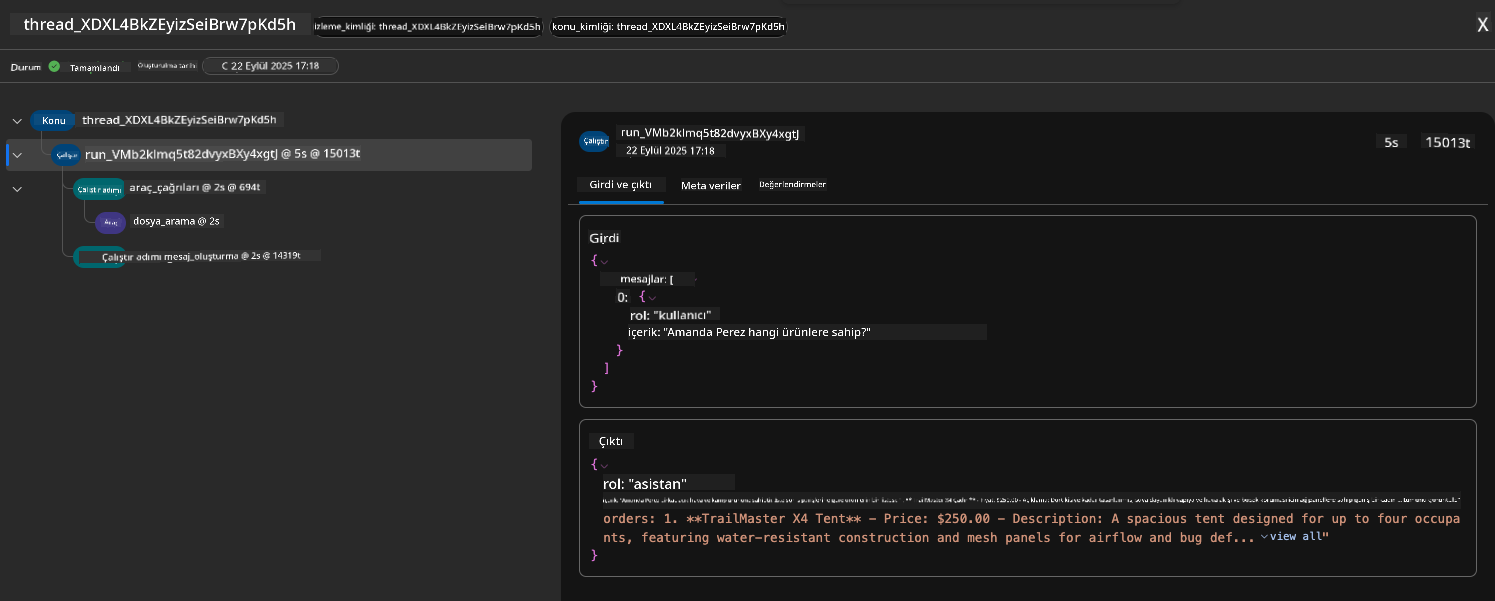 thread_XDXL4BkZEyizSeiBrw7pKd5h izleme_kimliği: thread_XDXL4BkZEyizSeiBrw7pKd5h konu_kimliği: thread_XDXL4BkZEyizSeiBrw7pKd5h X
Durum Tamamlandı Oluşturulma tarihi C 22 Eylül 2025 17:18
Konu thread_XDXL4BkZEyizSeiBrw7pKd5h
Çalıştır run_VMb2klmq5t82dvyxBXy4xgtJ @ 5s @ 15013t
Çalıştır adımı araç_çağrıları @ 2s @ 694t
Araç dosya_arama @ 2s
Çalıştır adımı mesaj_oluşturma @ 2s @ 14319t
Çalıştır run_VMb2klmq5t82dvyxBXy4xgtJ
22 Eylül 2025 17:18
5s 15013t
Girdi ve çıktı Meta veriler Değerlendirmeler
Girdi
{
mesajlar: [
0: {
rol: "kullanıcı"
içerik: "Amanda Perez hangi ürünlere sahip?"
}
]
}
Çıktı
{
rol: "asistan"
orders: 1. **TrailMaster X4 Tent** - Price: $250.00 - Description: A spacious tent designed for up to four occupa
nts, featuring water-resistant construction and mesh panels for airflow and bug def... view all"
}